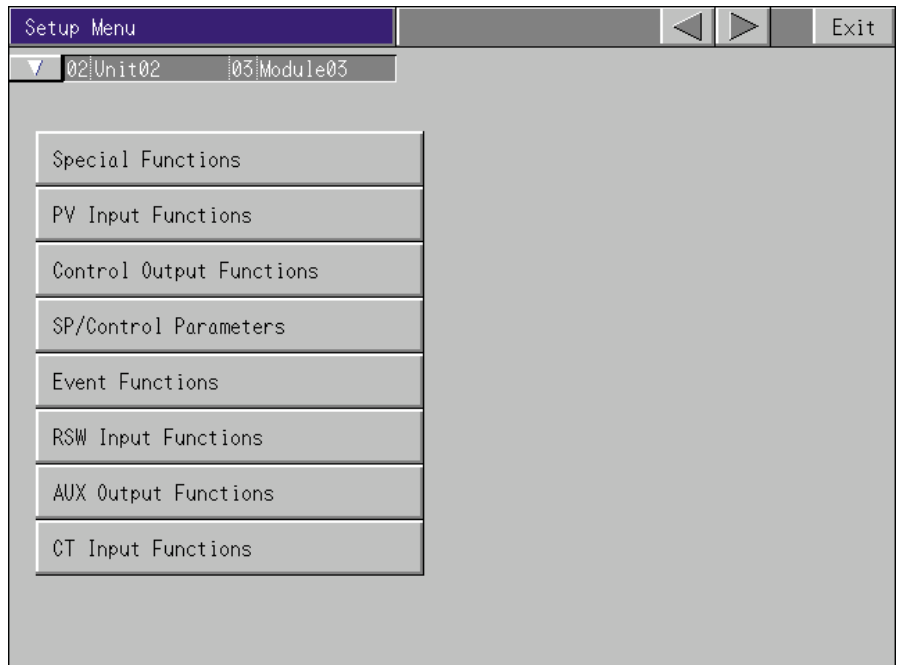 Setup Menu Exit
02 Unit02 03 Module03
Special Functions
PV Input Functions
Control Output Functions
SP/Control Parameters
Event Functions
RSW Input Functions
AUX Output Functions
CT Input Functions